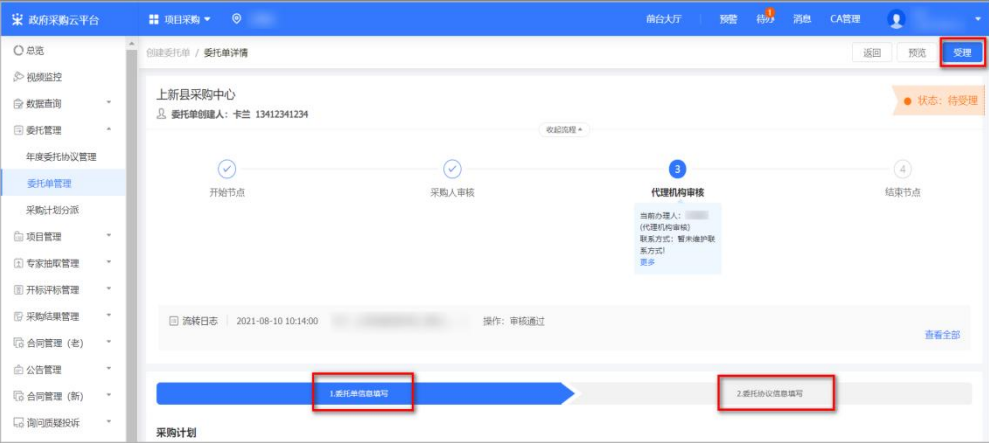 政府采购云平台
项目采购
前台大厅 预警 待办 1 消息 CA管理
总览
视频监控
数据查询
委托管理
年度委托协议管理
委托单管理
采购计划分派
项目管理
专家抽取管理
开标评标管理
采购结果管理
合同管理（老）
公告管理
合同管理（新）
询问质疑投诉
创建委托单 / 委托单详情
返回 预览 受理
上新县采购中心
委托单创建人：卡兰 13412341234
状态：待受理
收起流程
3 4
开始节点 采购人审核 代理机构审核 结束节点
当前办理人：
(代理机构审核)
联系方式：暂未维护联
系方式!
更多
流转日志 2021-08-10 10:14:00 操作：审核通过
查看全部
1.委托单信息填写 2.委托协议信息填写
采购计划